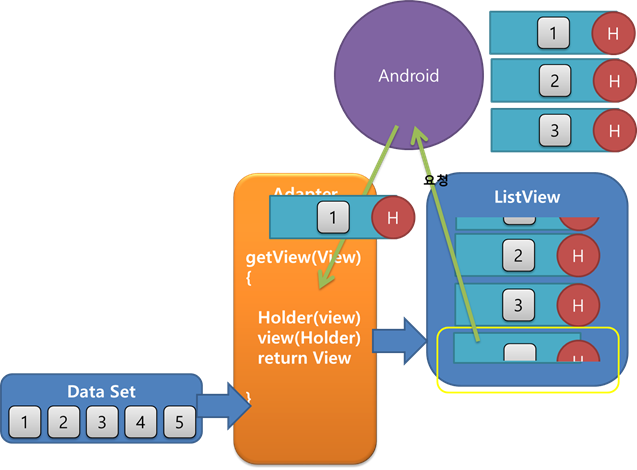 Android
1 H
2 H
3 H
요청
Adapter
1 H
getView(View)
{
Holder(view)
view(Holder)
return View
}
ListView
H
2 H
3 H
H
Data Set
1 2 3 4 5